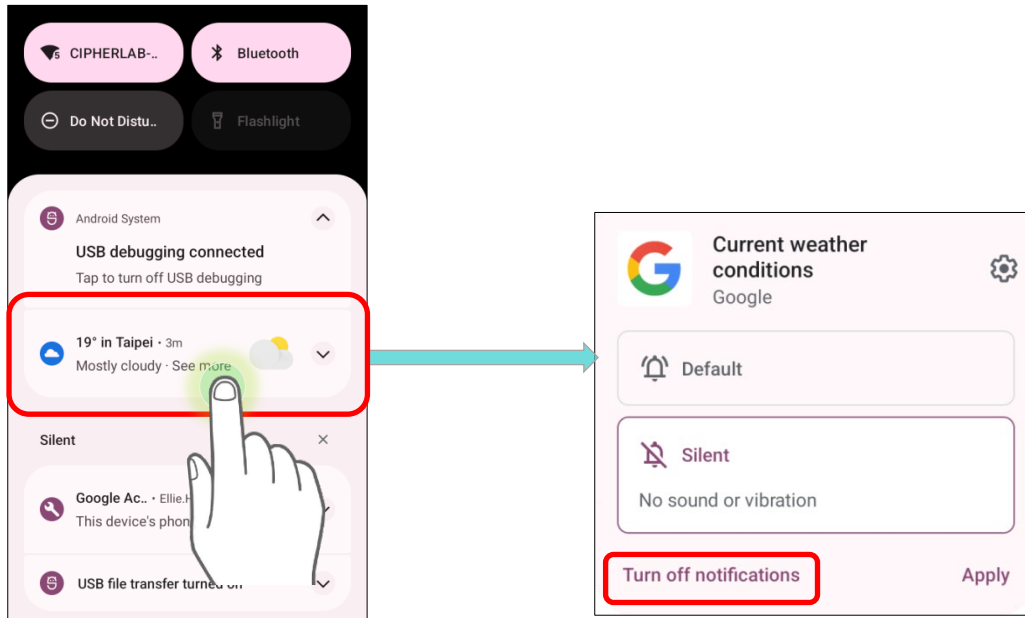 CIPHERLAB-..
Bluetooth
Do Not Distu..
Flashlight
Android System
USB debugging connected
Tap to turn off USB debugging
19° in Taipei · 3m
Mostly cloudy · See more
Silent
Google Ac.. · Ellie.H
This device's phon
USB file transfer turned on
Current weather
conditions
Google
Default
Silent
No sound or vibration
Turn off notifications
Apply